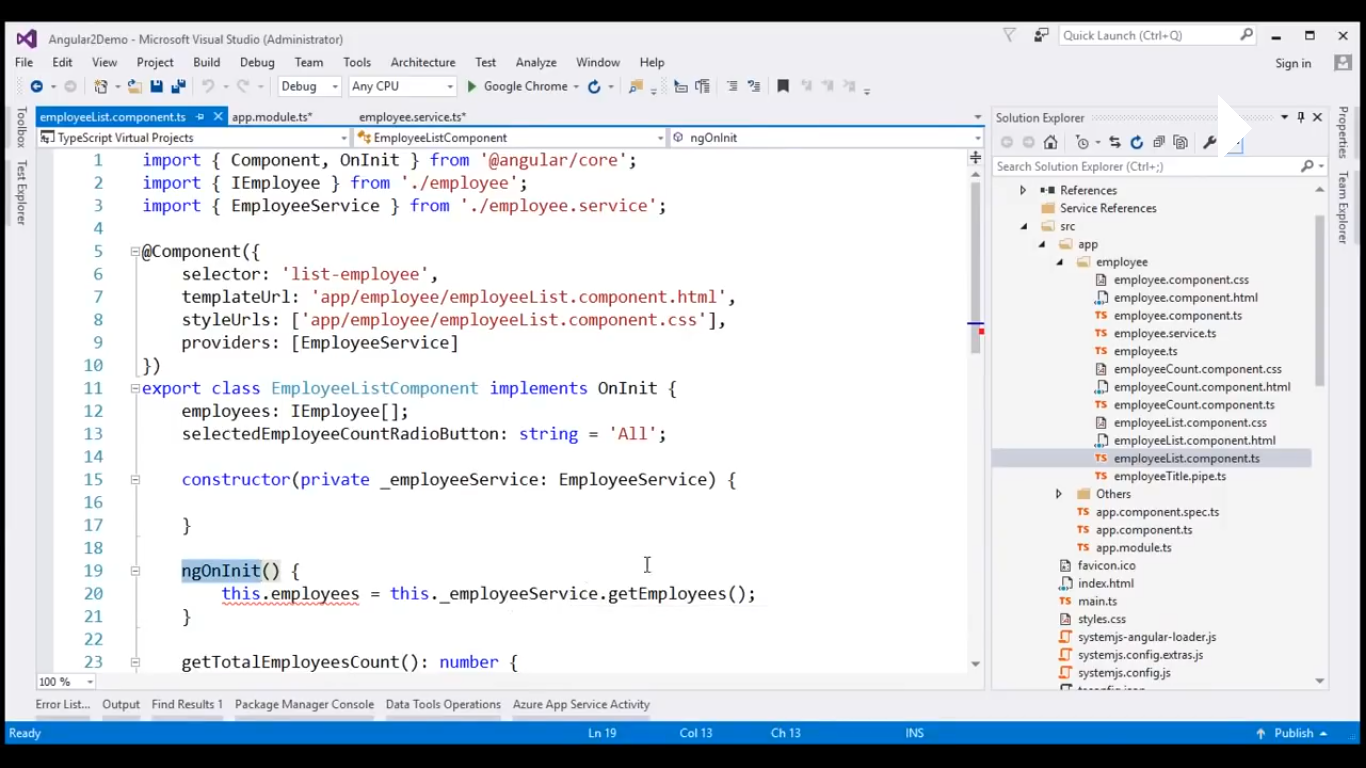 Angular2Demo - Microsoft Visual Studio (Administrator)
Quick Launch (Ctrl+Q)
File Edit View Project Build Debug Team Tools Architecture Test Analyze Window Help
Sign in
Debug Any CPU Google Chrome
Toolbox
Test Explorer
employeeList.component.ts app.module.ts* employee.service.ts*
TypeScript Virtual Projects EmployeeListComponent ngOnInit
1 import { Component, OnInit } from '@angular/core';
2 import { IEmployee } from './employee';
3 import { EmployeeService } from './employee.service';
4
5 @Component({
6 selector: 'list-employee',
7 templateUrl: 'app/employee/employeeList.component.html',
8 styleUrls: ['app/employee/employeeList.component.css'],
9 providers: [EmployeeService]
10 })
11 export class EmployeeListComponent implements OnInit {
12 employees: IEmployee[];
13 selectedEmployeeCountRadioButton: string = 'All';
14
15 constructor(private _employeeService: EmployeeService) {
16
17 }
18
19 ngOnInit() {
20 this.employees = this._employeeService.getEmployees();
21 }
22
23 getTotalEmployeesCount(): number {
100 %
Solution Explorer
Search Solution Explorer (Ctrl+;)
References
Service References
src
app
employee
employee.component.css
employee.component.html
TS employee.component.ts
TS employee.service.ts
TS employee.ts
employeeCount.component.css
employeeCount.component.html
TS employeeCount.component.ts
employeeList.component.css
employeeList.component.html
TS employeeList.component.ts
TS employeeTitle.pipe.ts
Others
TS app.component.spec.ts
TS app.component.ts
TS app.module.ts
favicon.ico
index.html
TS main.ts
styles.css
systemjs-angular-loader.js
systemjs.config.extras.js
systemjs.config.js
Properties
Team Explorer
Error List... Output Find Results 1 Package Manager Console Data Tools Operations Azure App Service Activity
Ready Ln 19 Col 13 Ch 13 INS Publish